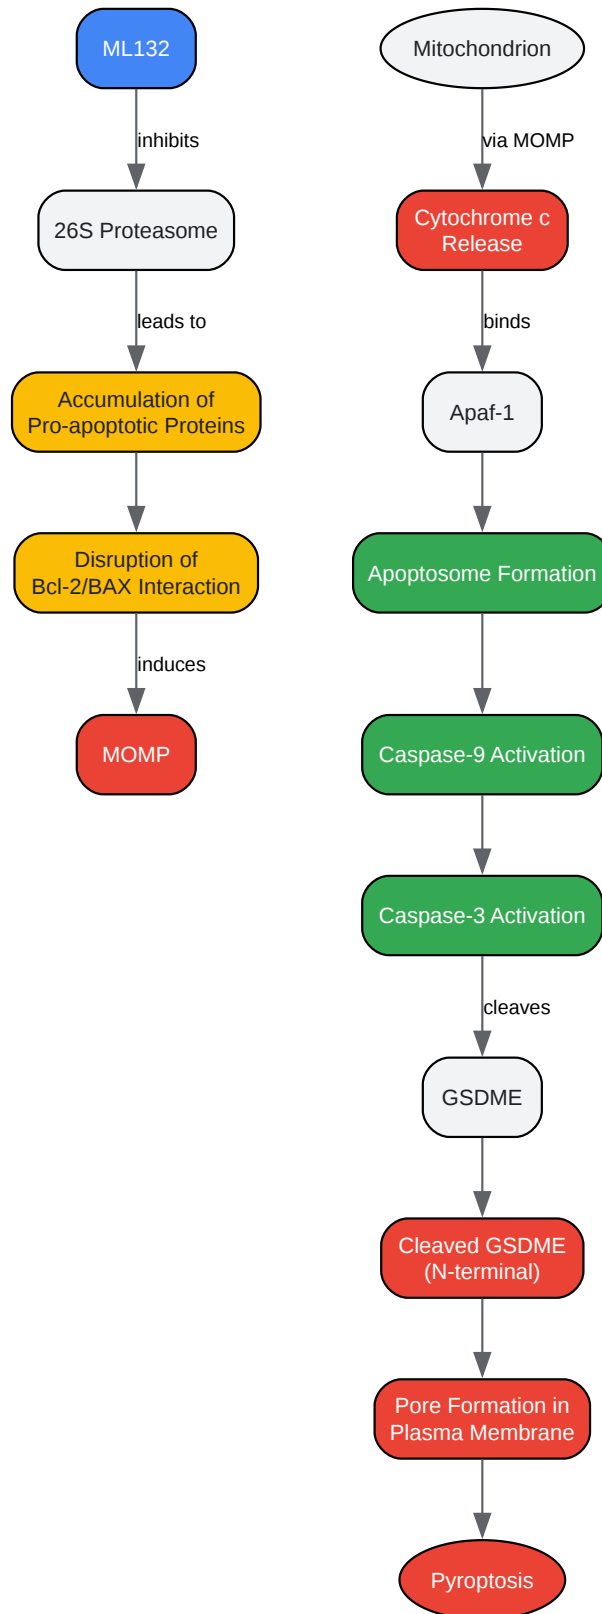 ML132
inhibits
26S Proteasome
leads to
Accumulation of
Pro-apoptotic Proteins
Disruption of
Bcl-2/BAX Interaction
induces
MOMP
Mitochondrion
via MOMP
Cytochrome c
Release
binds
Apaf-1
Apoptosome Formation
Caspase-9 Activation
Caspase-3 Activation
cleaves
GSDME
Cleaved GSDME
(N-terminal)
Pore Formation in
Plasma Membrane
Pyroptosis